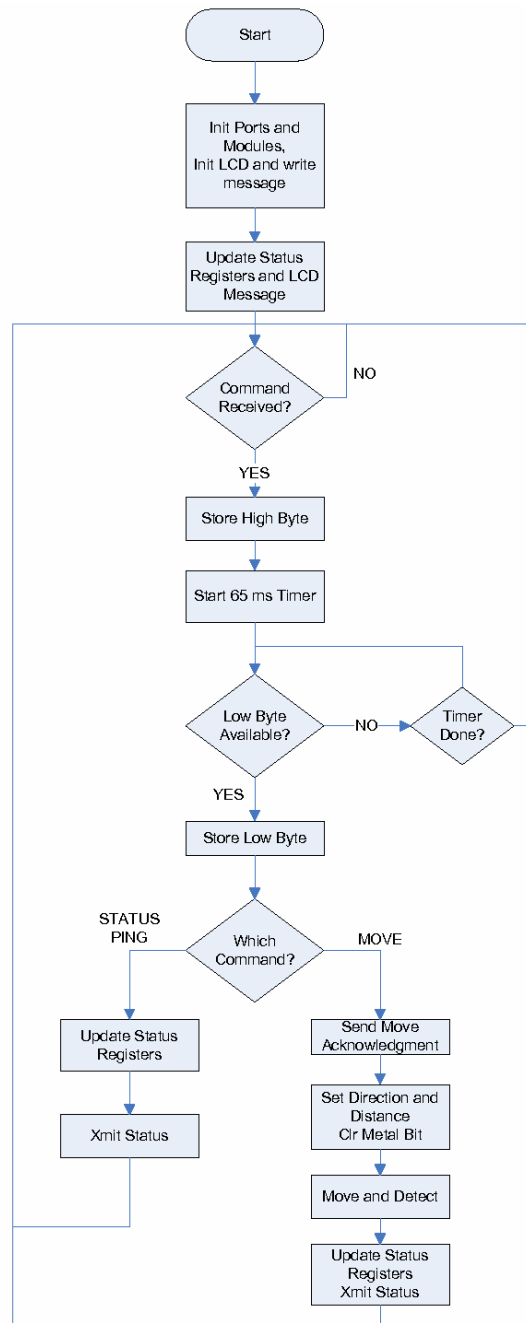 Start
Init Ports and
Modules,
Init LCD and write
message
Update Status
Registers and LCD
Message
Command
Received?
NO
YES
Store High Byte
Start 65 ms Timer
Low Byte
Available?
NO
Timer
Done?
YES
Store Low Byte
Which
Command?
STATUS
PING
MOVE
Update Status
Registers
Xmit Status
Send Move
Acknowledgment
Set Direction and
Distance
Clr Metal Bit
Move and Detect
Update Status
Registers
Xmit Status